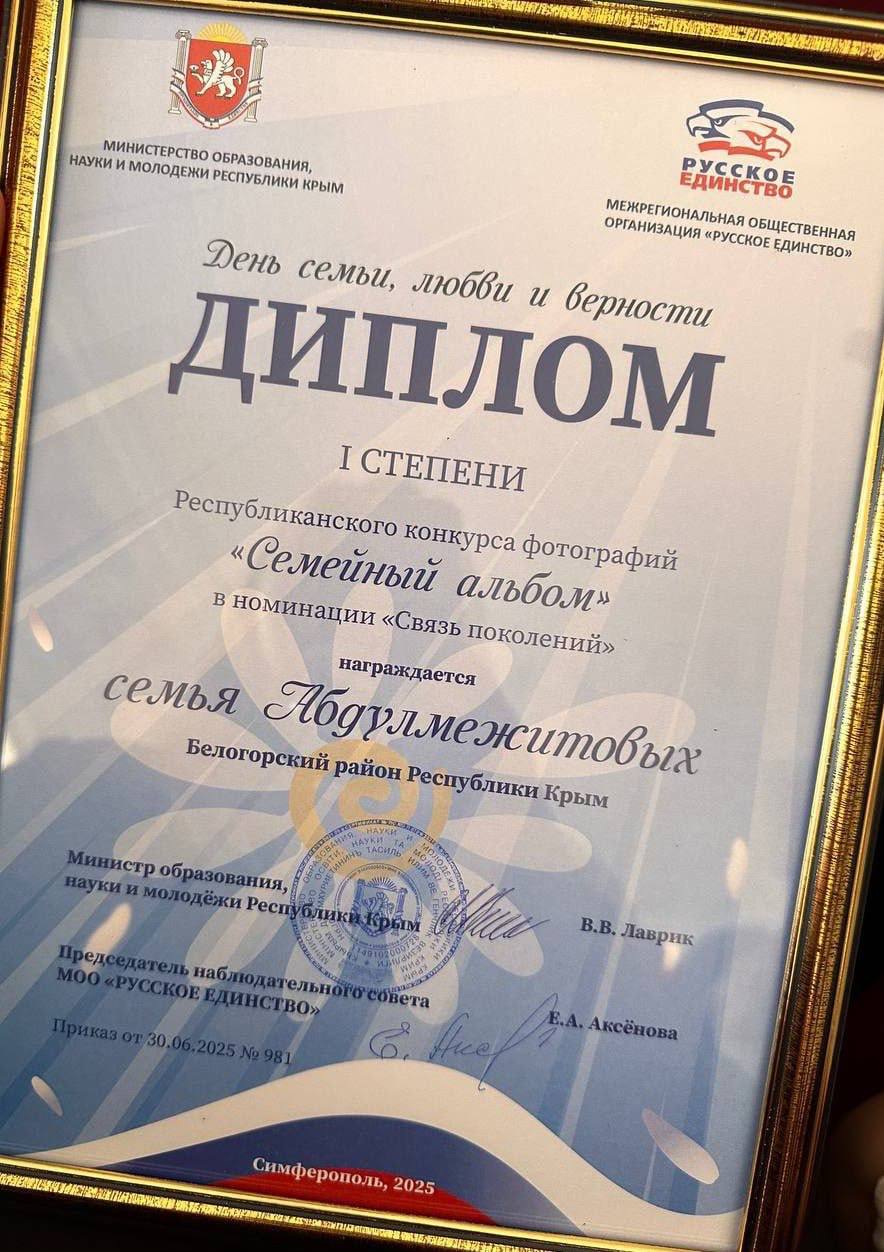 МИНИСТЕРСТВО ОБРАЗОВАНИЯ,
НАУКИ И МОЛОДЕЖИ РЕСПУБЛИКИ КРЫМ
РУССКОЕ
ЕДИНСТВО
МЕЖРЕГИОНАЛЬНАЯ ОБЩЕСТВЕННАЯ
ОРГАНИЗАЦИЯ «РУССКОЕ ЕДИНСТВО»
День семьи, любви и верности
ДИПЛОМ
I СТЕПЕНИ
Республиканского конкурса фотографий
«Семейный альбом»
в номинации «Связь поколений»
награждается
семья Абдулмежитовых
Белогорский район Республики Крым
Министр образования,
науки и молодёжи Республики Крым
В.В. Лаврик
Председатель наблюдательного совета
МОО «РУССКОЕ ЕДИНСТВО»
Е.А. Аксёнова
Приказ от 30.06.2025 № 981
Симферополь, 2025